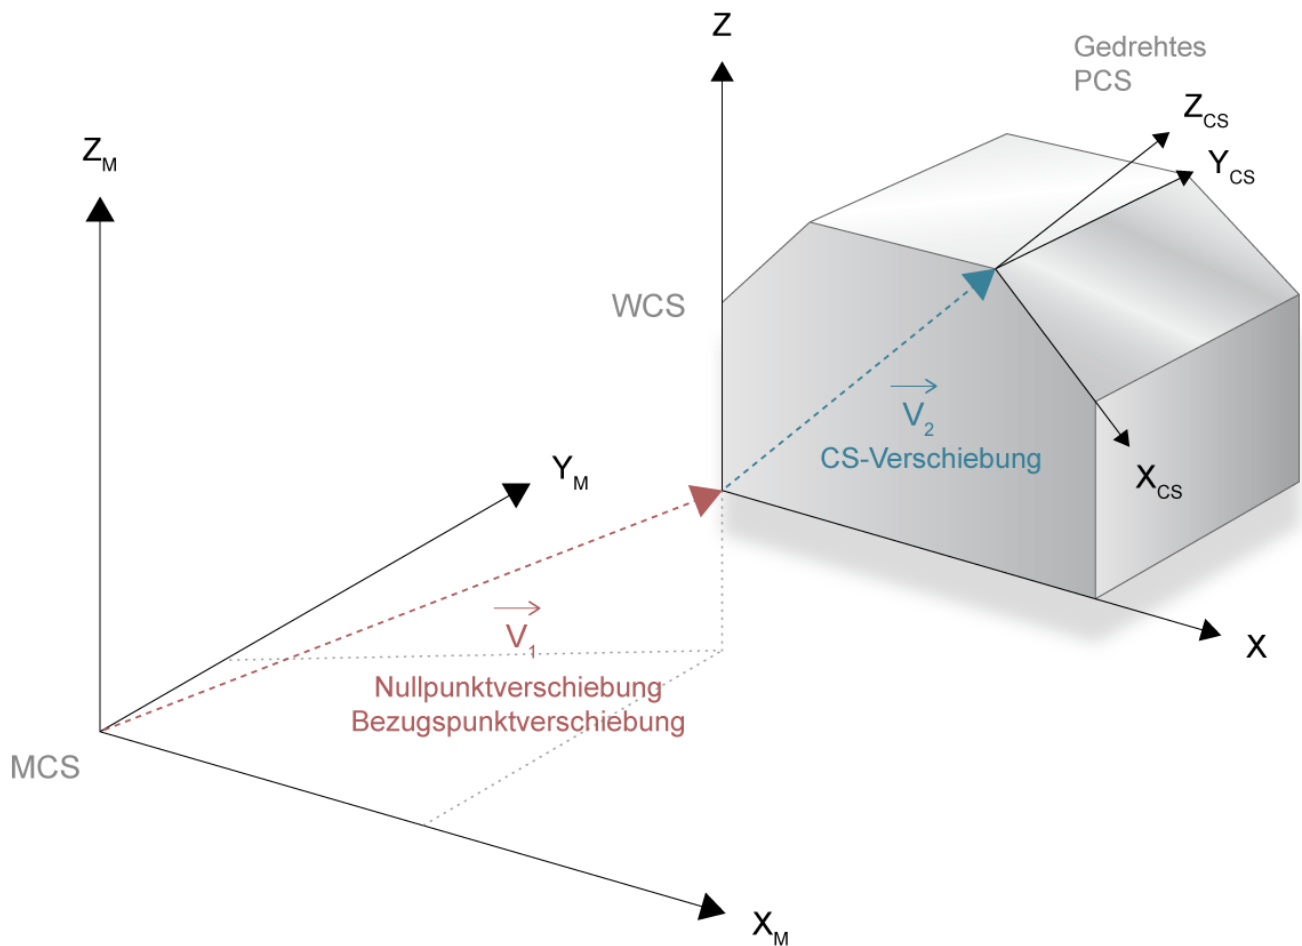 Z
Gedrehtes
PCS
Z_CS
Z_M
Y_CS
WCS
V_2
CS-Verschiebung
Y_M
X_CS
V_1
X
Nullpunktverschiebung
Bezugspunktverschiebung
MCS
X_M